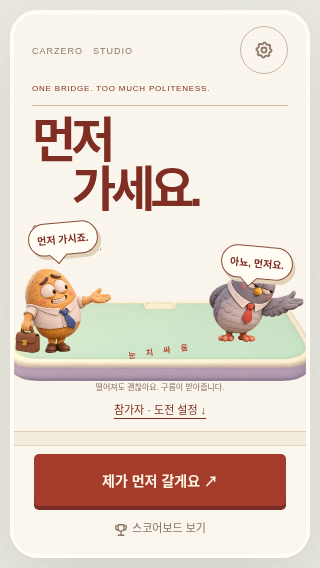 CARZERO STUDIO
ONE BRIDGE. TOO MUCH POLITENESS.
먼저
가세요.
먼저 가시죠.
아뇨, 먼저요.
눈 치 싸 움
떨어져도 괜찮아요. 구름이 받아줍니다.
참가자 · 도전 설정 ↓
제가 먼저 갈게요 ↗
스코어보드 보기